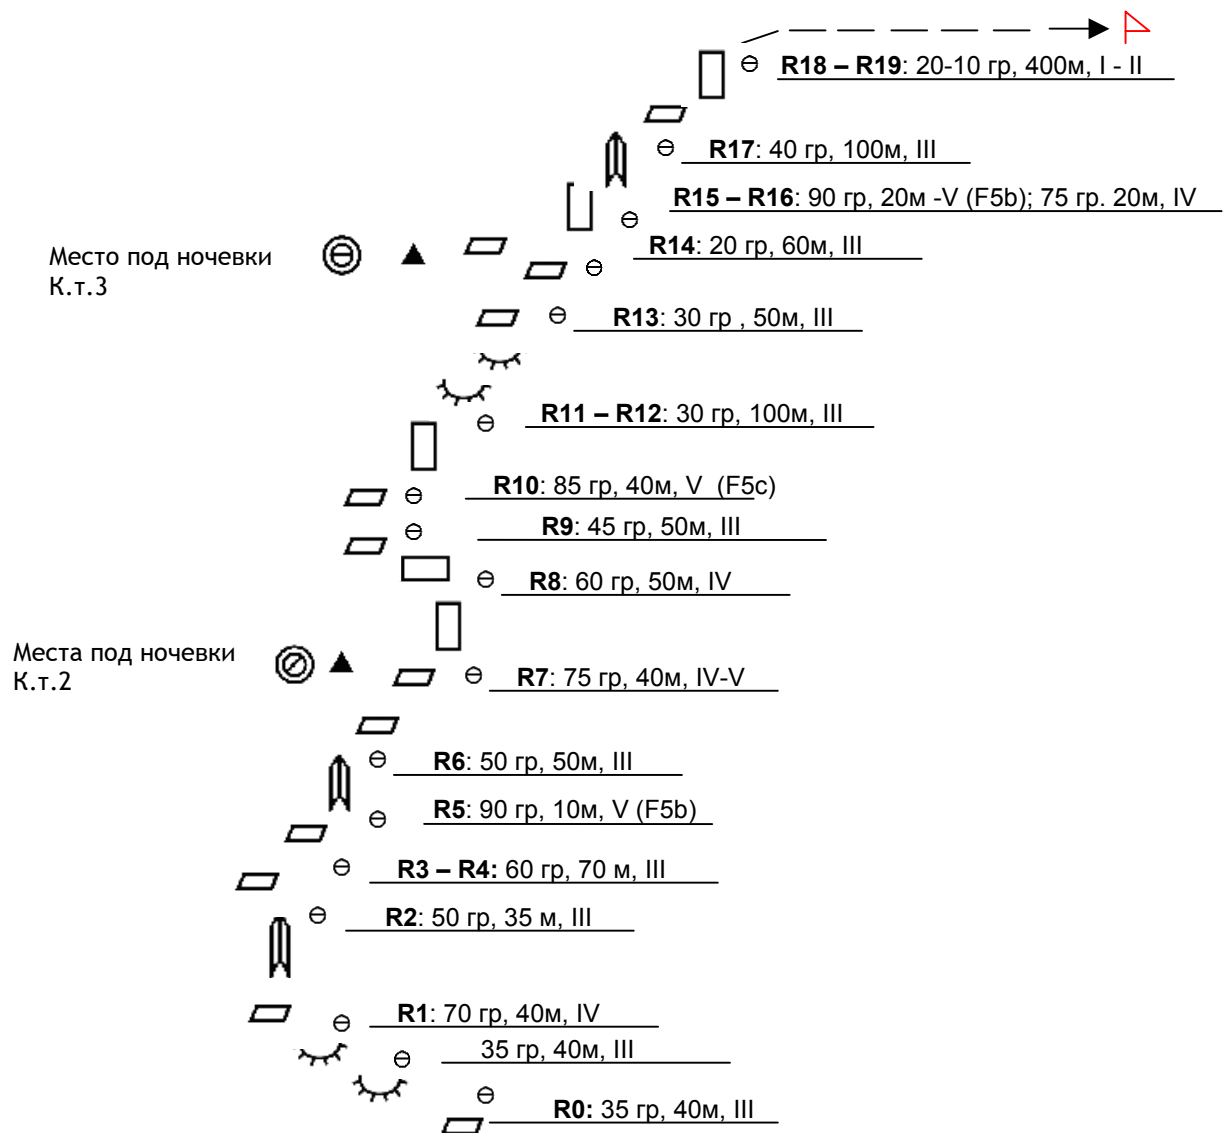 R18 – R19: 20-10 гр, 400м, I - II
R17: 40 гр, 100м, III
R15 – R16: 90 гр, 20м -V (F5b); 75 гр. 20м, IV
R14: 20 гр, 60м, III
Место под ночевки
К.т.3
R13: 30 гр , 50м, III
R11 – R12: 30 гр, 100м, III
R10: 85 гр, 40м, V (F5c)
R9: 45 гр, 50м, III
R8: 60 гр, 50м, IV
Места под ночевки
К.т.2
R7: 75 гр, 40м, IV-V
R6: 50 гр, 50м, III
R5: 90 гр, 10м, V (F5b)
R3 – R4: 60 гр, 70 м, III
R2: 50 гр, 35 м, III
R1: 70 гр, 40м, IV
35 гр, 40м, III
R0: 35 гр, 40м, III